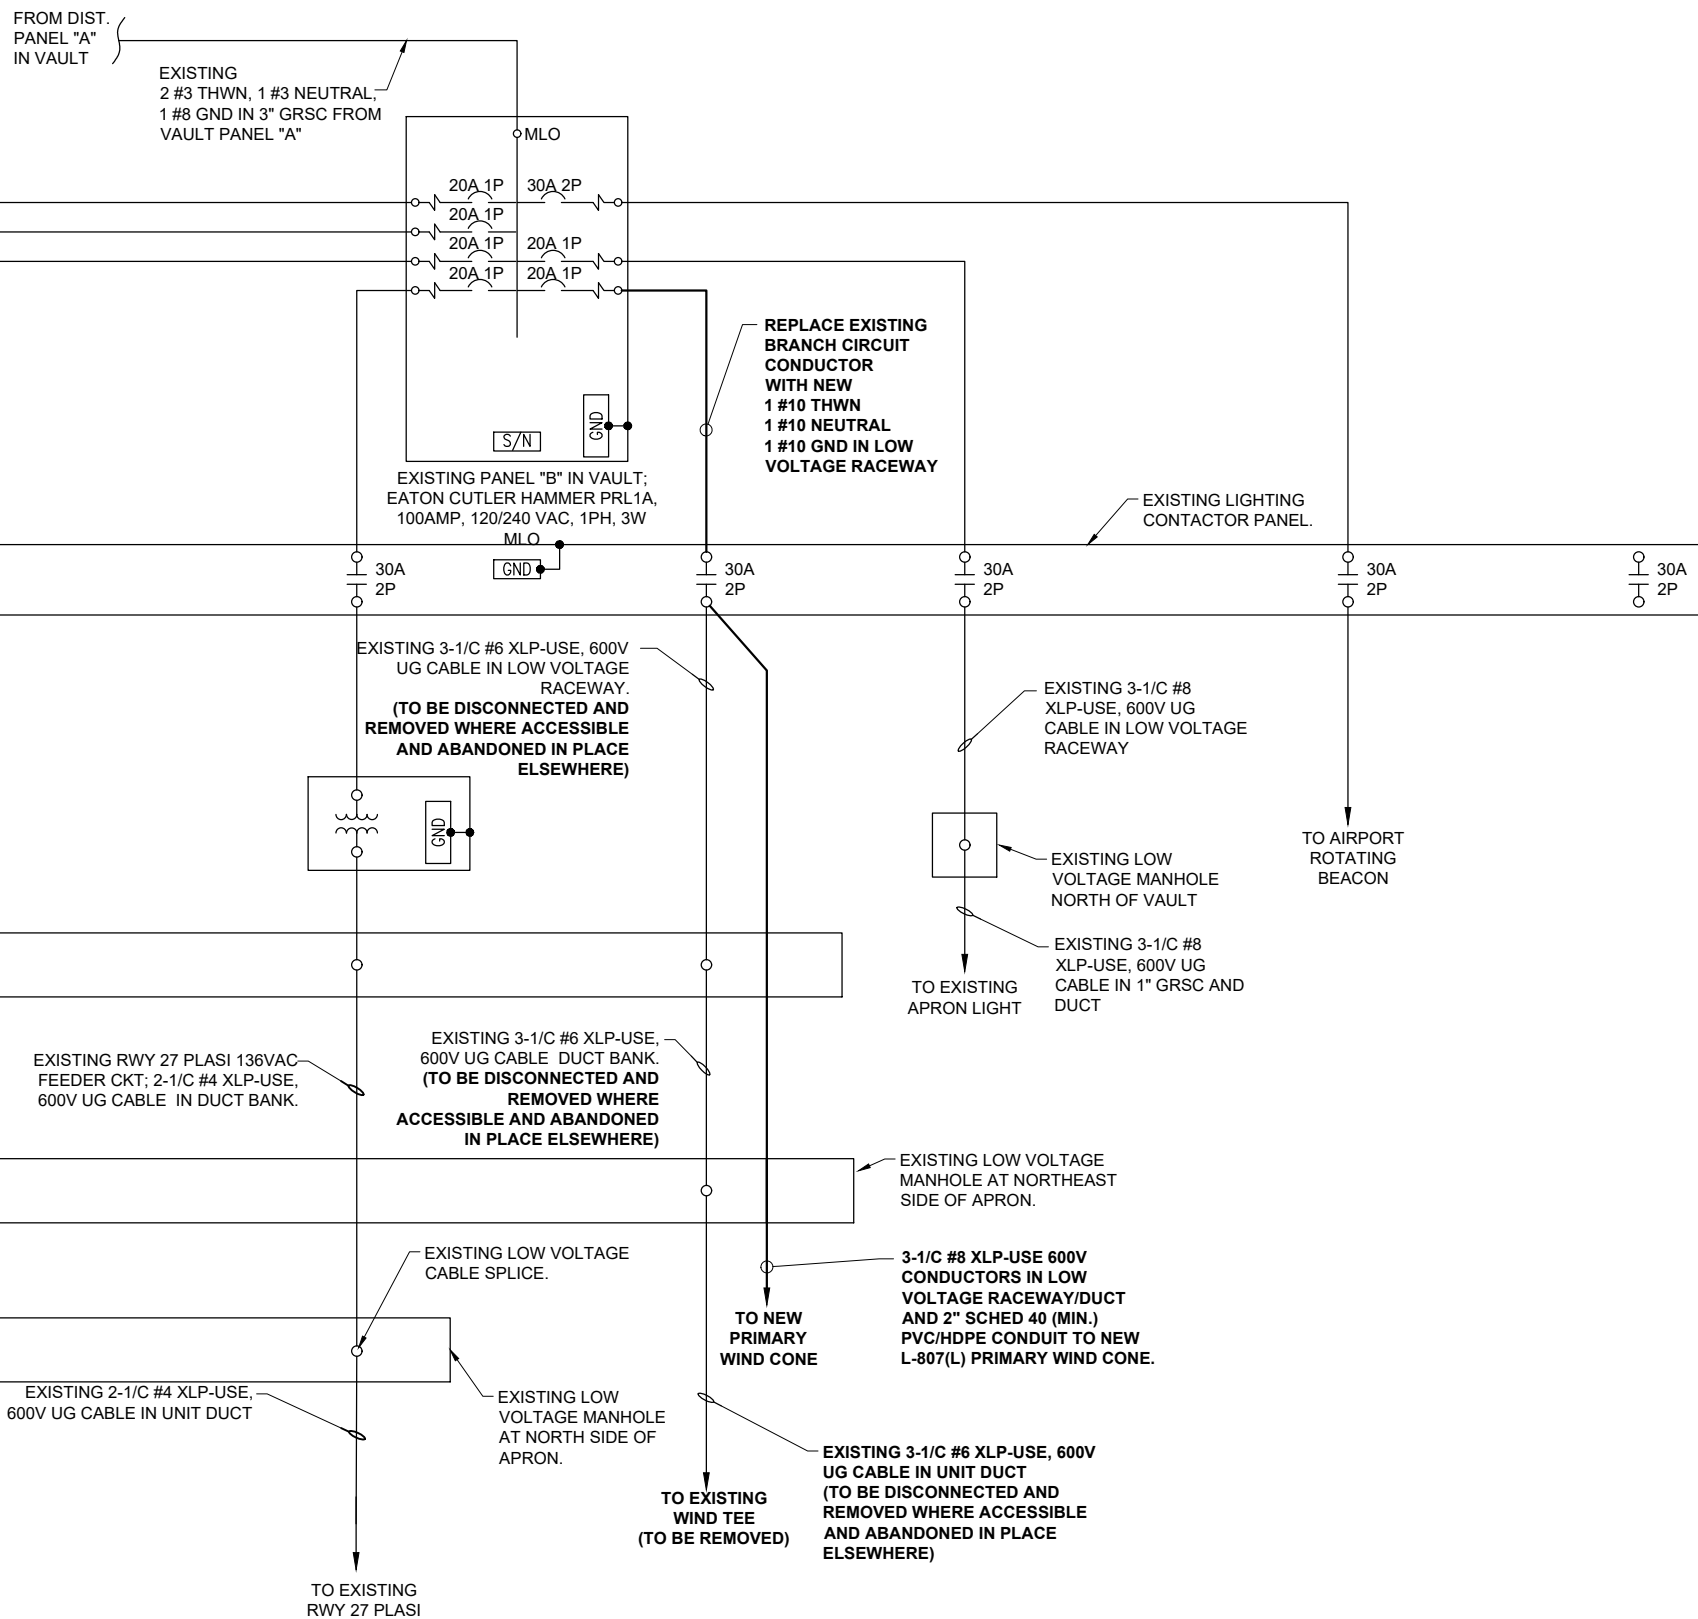 FROM DIST.
PANEL "A"
IN VAULT
EXISTING
2 #3 THWN, 1 #3 NEUTRAL,
1 #8 GND IN 3" GRSC FROM
VAULT PANEL "A"
MLO
20A 1P
30A 2P
20A 1P
20A 1P
20A 1P
20A 1P
20A 1P
S/N
GND
EXISTING PANEL "B" IN VAULT;
EATON CUTLER HAMMER PRL1A,
100AMP, 120/240 VAC, 1PH, 3W
MLO
GND
REPLACE EXISTING
BRANCH CIRCUIT
CONDUCTOR
WITH NEW
1 #10 THWN
1 #10 NEUTRAL
1 #10 GND IN LOW
VOLTAGE RACEWAY
EXISTING LIGHTING
CONTACTOR PANEL.
30A
2P
30A
2P
30A
2P
30A
2P
30A
2P
EXISTING 3-1/C #6 XLP-USE, 600V
UG CABLE IN LOW VOLTAGE
RACEWAY.
(TO BE DISCONNECTED AND
REMOVED WHERE ACCESSIBLE
AND ABANDONED IN PLACE
ELSEWHERE)
EXISTING 3-1/C #8
XLP-USE, 600V UG
CABLE IN LOW VOLTAGE
RACEWAY
GND
TO AIRPORT
ROTATING
BEACON
EXISTING LOW
VOLTAGE MANHOLE
NORTH OF VAULT
EXISTING 3-1/C #8
XLP-USE, 600V UG
CABLE IN 1" GRSC AND
DUCT
TO EXISTING
APRON LIGHT
EXISTING RWY 27 PLASI 136VAC
FEEDER CKT; 2-1/C #4 XLP-USE,
600V UG CABLE IN DUCT BANK.
EXISTING 3-1/C #6 XLP-USE,
600V UG CABLE DUCT BANK.
(TO BE DISCONNECTED AND
REMOVED WHERE
ACCESSIBLE AND ABANDONED
IN PLACE ELSEWHERE)
EXISTING LOW VOLTAGE
MANHOLE AT NORTHEAST
SIDE OF APRON.
EXISTING LOW VOLTAGE
CABLE SPLICE.
3-1/C #8 XLP-USE 600V
CONDUCTORS IN LOW
VOLTAGE RACEWAY/DUCT
AND 2" SCHED 40 (MIN.)
PVC/HDPE CONDUIT TO NEW
L-807(L) PRIMARY WIND CONE.
TO NEW
PRIMARY
WIND CONE
EXISTING 2-1/C #4 XLP-USE,
600V UG CABLE IN UNIT DUCT
EXISTING LOW
VOLTAGE MANHOLE
AT NORTH SIDE OF
APRON.
EXISTING 3-1/C #6 XLP-USE, 600V
UG CABLE IN UNIT DUCT
(TO BE DISCONNECTED AND
REMOVED WHERE ACCESSIBLE
AND ABANDONED IN PLACE
ELSEWHERE)
TO EXISTING
WIND TEE
(TO BE REMOVED)
TO EXISTING
RWY 27 PLASI